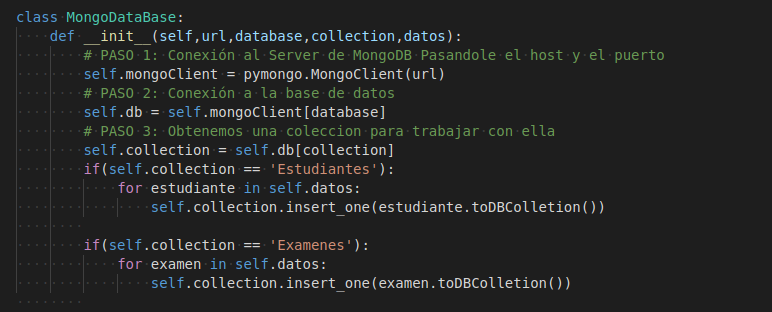 class MongoDataBase:
def __init__(self,url,database,collection,datos):
# PASO 1: Conexión al Server de MongoDB Pasandole el host y el puerto
self.mongoClient = pymongo.MongoClient(url)
# PASO 2: Conexión a la base de datos
self.db = self.mongoClient[database]
# PASO 3: Obtenemos una coleccion para trabajar con ella
self.collection = self.db[collection]
if(self.collection == 'Estudiantes'):
for estudiante in self.datos:
self.collection.insert_one(estudiante.toDBColletion())
if(self.collection == 'Examenes'):
for examen in self.datos:
self.collection.insert_one(examen.toDBColletion())